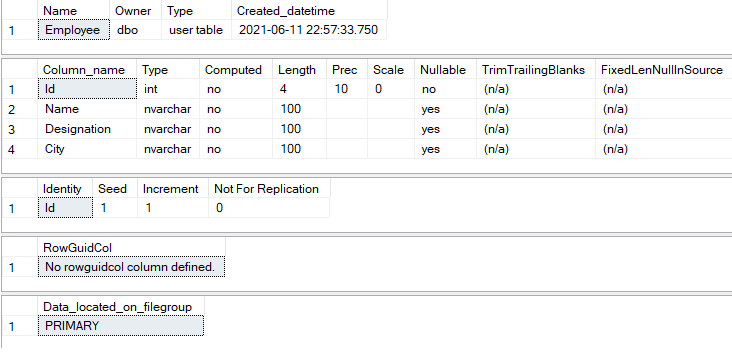 Name Owner Type Created_datetime
1 Employee dbo user table 2021-06-11 22:57:33.750
Column_name Type Computed Length Prec Scale Nullable TrimTrailingBlanks FixedLenNullInSource
1 Id int no 4 10 0 no (n/a) (n/a)
2 Name nvarchar no 100 yes (n/a) (n/a)
3 Designation nvarchar no 100 yes (n/a) (n/a)
4 City nvarchar no 100 yes (n/a) (n/a)
Identity Seed Increment Not For Replication
1 Id 1 1 0
RowGuidCol
1 No rowguidcol column defined.
Data_located_on_filegroup
1 PRIMARY